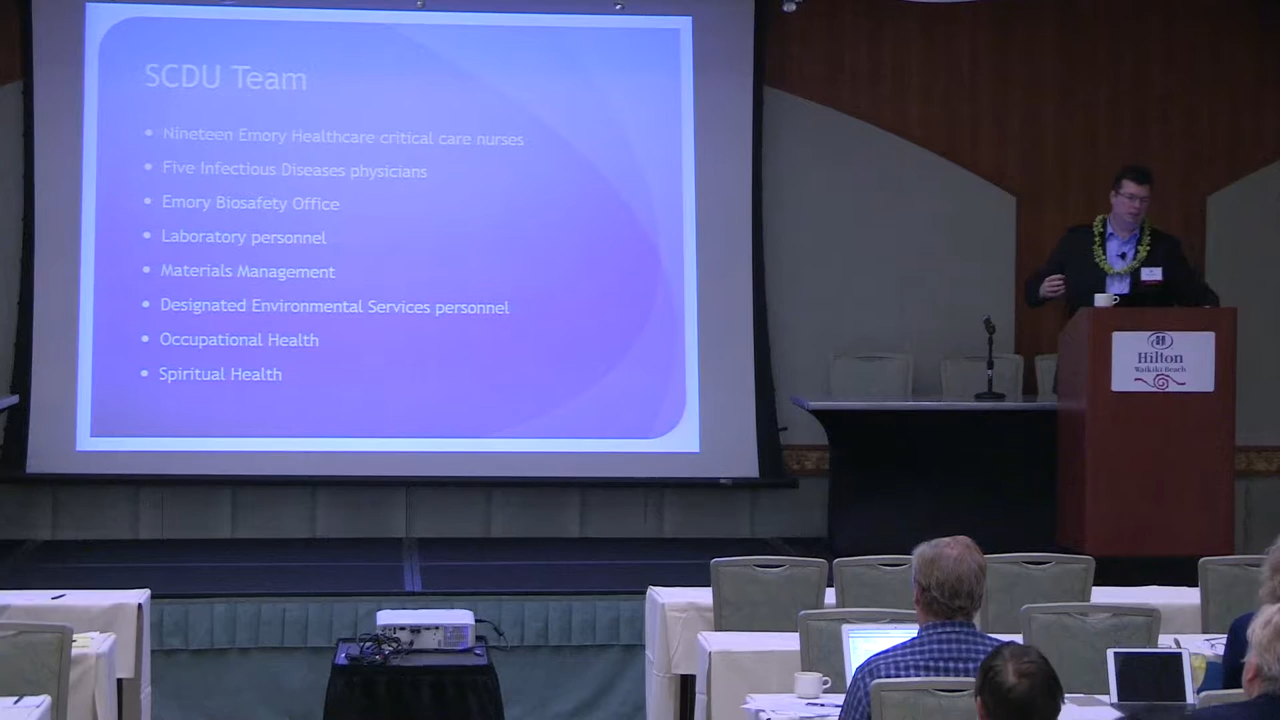 SCDU Team
• Nineteen Emory Healthcare critical care nurses
• Five Infectious Diseases physicians
• Emory Biosafety Office
• Laboratory personnel
• Materials Management
• Designated Environmental Services personnel
• Occupational Health
• Spiritual Health
Hilton
Waikiki Beach